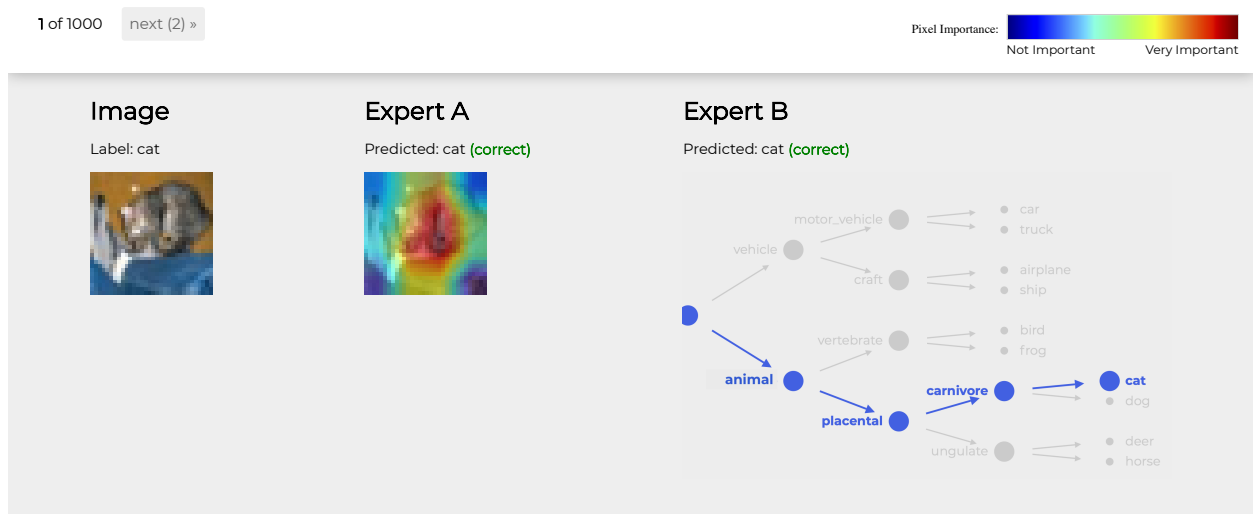 1 of 1000
next (2) »
Pixel Importance:
Not Important
Very Important
Image
Label: cat
Expert A
Predicted: cat (correct)
Expert B
Predicted: cat (correct)
vehicle
motor_vehicle
car
truck
craft
airplane
ship
animal
vertebrate
bird
frog
placental
carnivore
cat
dog
ungulate
deer
horse